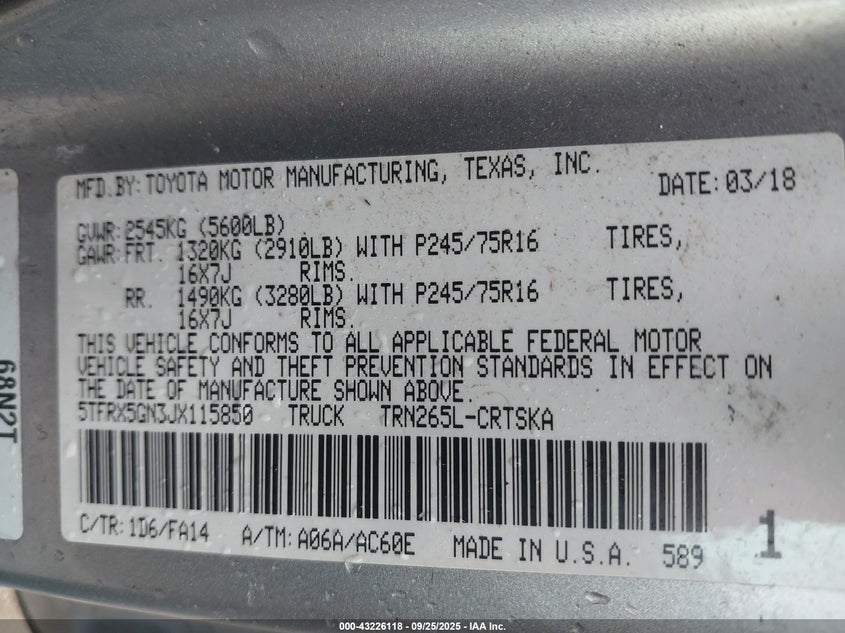 MFD.BY:TOYOTA MOTOR MANUFACTURING, TEXAS, INC. DATE:03/18
GVWR:2545KG (5600LB)
GAWR:FRT. 1320KG (2910LB) WITH P245/75R16 TIRES,
16X7J RIMS.
RR. 1490KG (3280LB) WITH P245/75R16 TIRES,
16X7J RIMS.
THIS VEHICLE CONFORMS TO ALL APPLICABLE FEDERAL MOTOR
VEHICLE SAFETY AND THEFT PREVENTION STANDARDS IN EFFECT ON
THE DATE OF MANUFACTURE SHOWN ABOVE.
5TFRX5GN3JX115850 TRUCK TRN265L-CRTSKA
C/TR:1D6/FA14 A/TM:A06A/AC60E MADE IN U.S.A. 589 1
68N2T
000-43226118 - 09/25/2025 - IAA Inc.